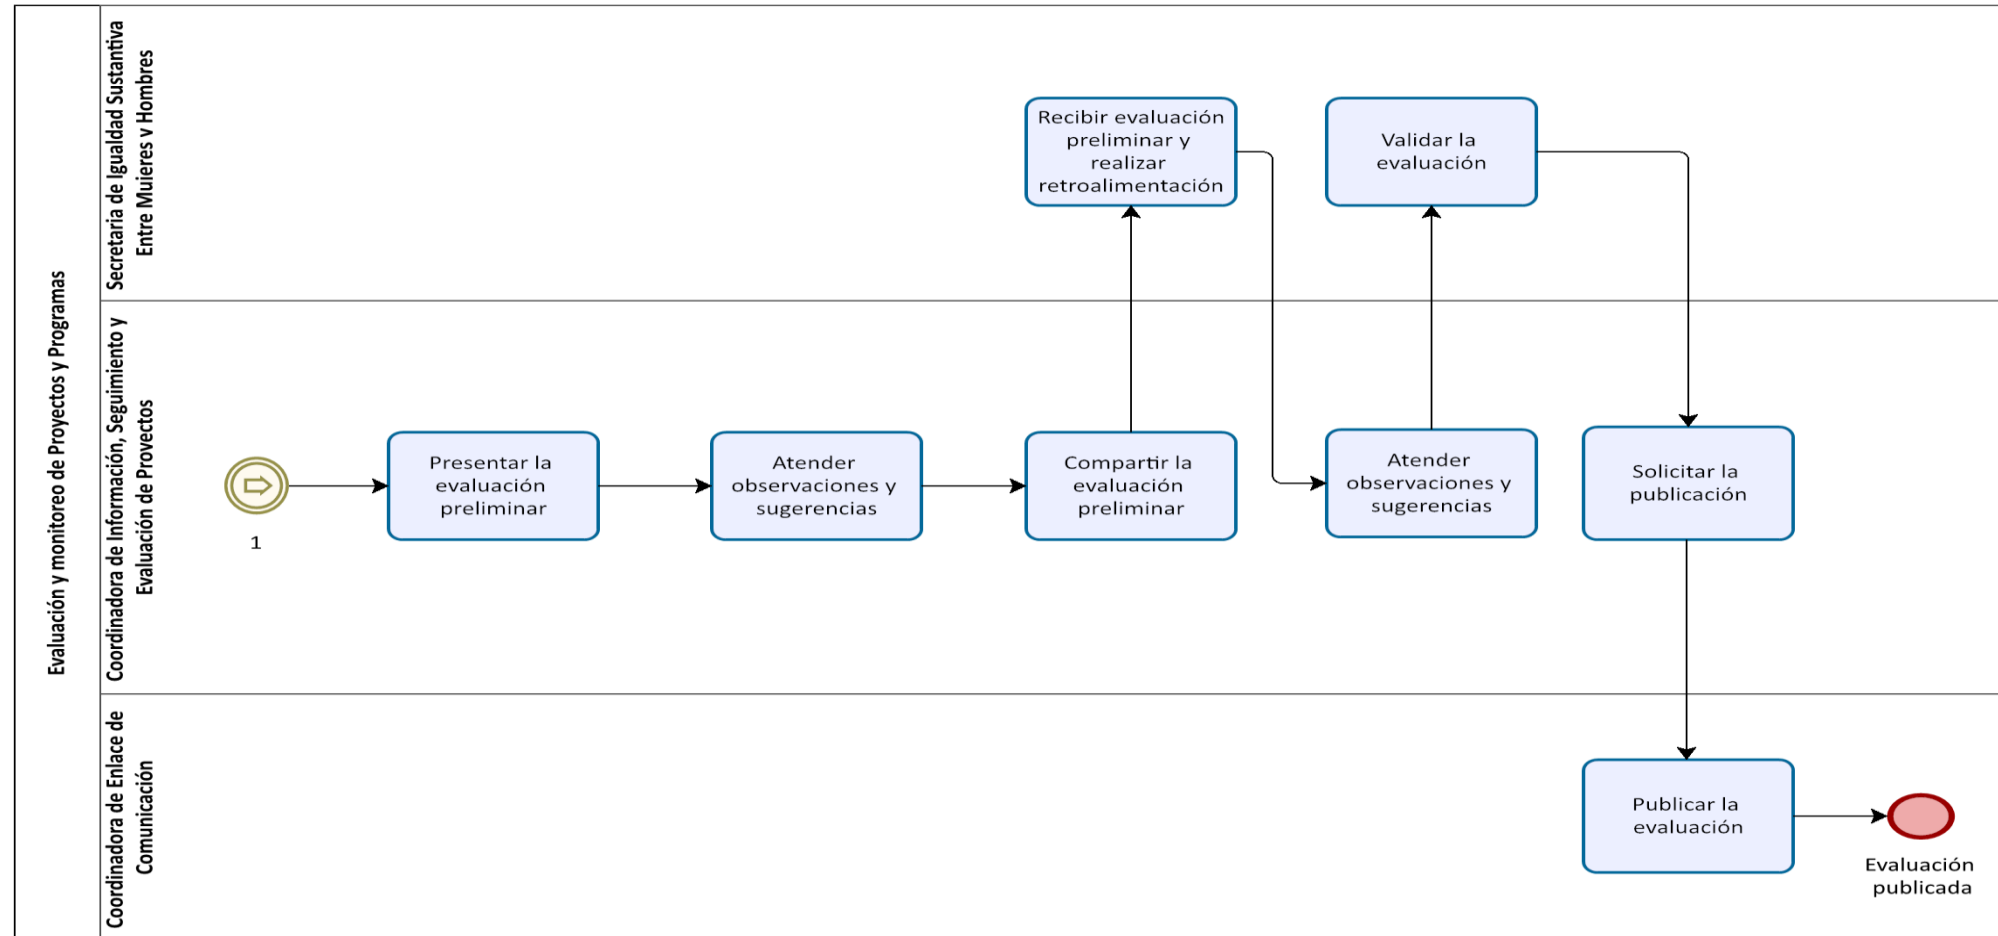 Evaluación y monitoreo de Proyectos y Programas
Secretaria de Igualdad Sustantiva
Entre Mujeres y Hombres
Recibir evaluación
preliminar y
realizar
retroalimentación
Validar la
evaluación
Coordinadora de Información, Seguimiento y
Evaluación de Proyectos
1
Presentar la
evaluación
preliminar
Atender
observaciones y
sugerencias
Compartir la
evaluación
preliminar
Atender
observaciones y
sugerencias
Solicitar la
publicación
Coordinadora de Enlace de
Comunicación
Publicar la
evaluación
Evaluación
publicada